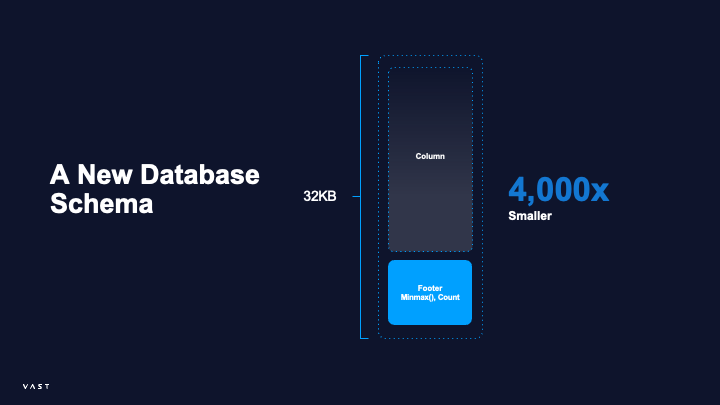 A New Database
Schema
32KB
Column
Footer
Minmax(), Count
4,000x
Smaller
VAST